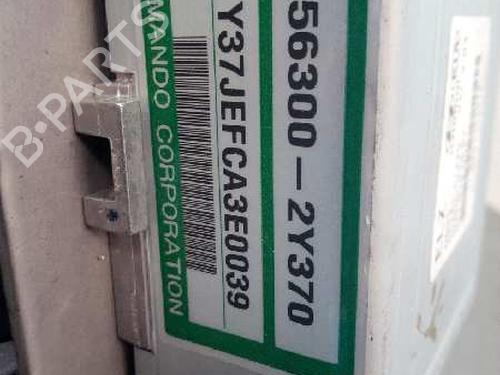 56300-2Y370
Y37JEFCA3E0039
MANDO CORPORATION
B-PARTS